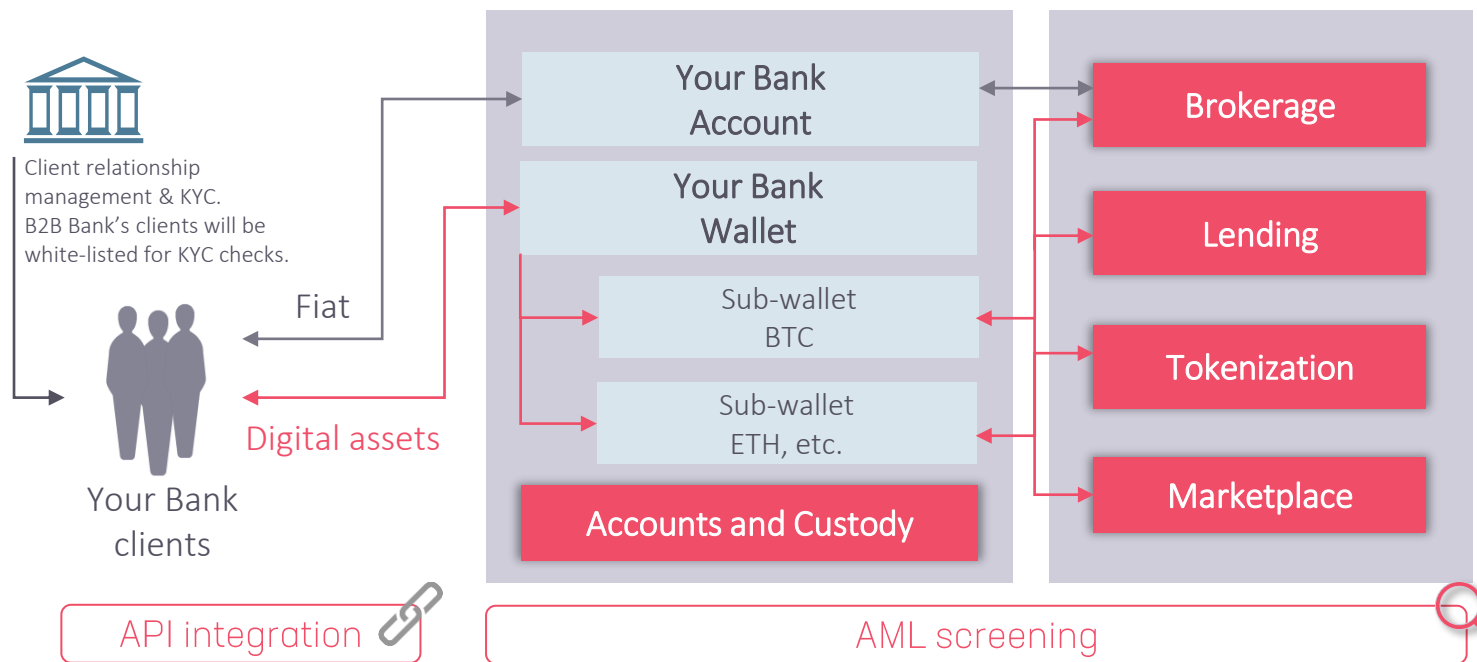 Client relationship
management & KYC.
B2B Bank’s clients will be
white-listed for KYC checks.
Fiat
Digital assets
Your Bank
clients
API integration
Your Bank
Account
Your Bank
Wallet
Sub-wallet
BTC
Sub-wallet
ETH, etc.
Accounts and Custody
Brokerage
Lending
Tokenization
Marketplace
AML screening